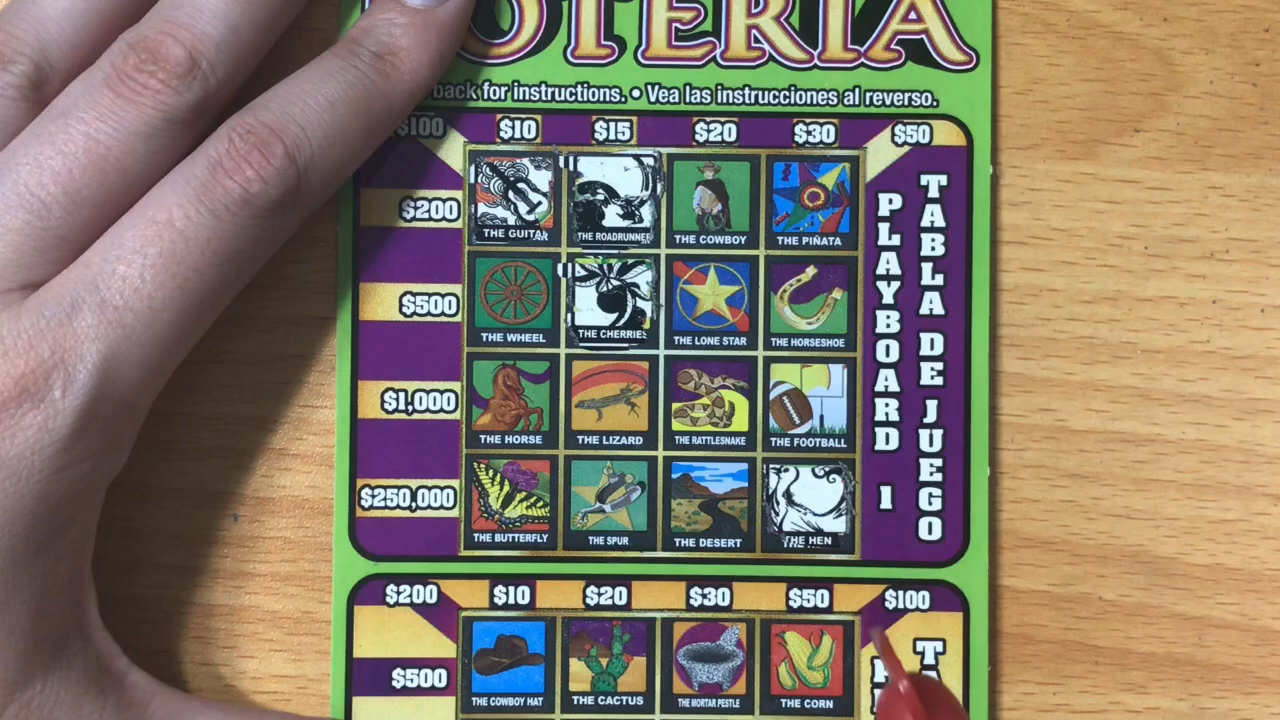 LOTERIA
back for instructions. • Vea las instrucciones al reverso.
$100 $10 $15 $20 $30 $50
$200
THE GUITAR THE ROADRUNNER THE COWBOY THE PIÑATA
$500
THE WHEEL THE CHERRIES THE LONE STAR THE HORSESHOE
$1,000
THE HORSE THE LIZARD THE RATTLESNAKE THE FOOTBALL
$250,000
THE BUTTERFLY THE SPUR THE DESERT THE HEN
PLAYBOARD 1
TABLA DE JUEGO
$200 $10 $20 $30 $50 $100
$500
THE COWBOY HAT THE CACTUS THE MORTAR PESTLE THE CORN